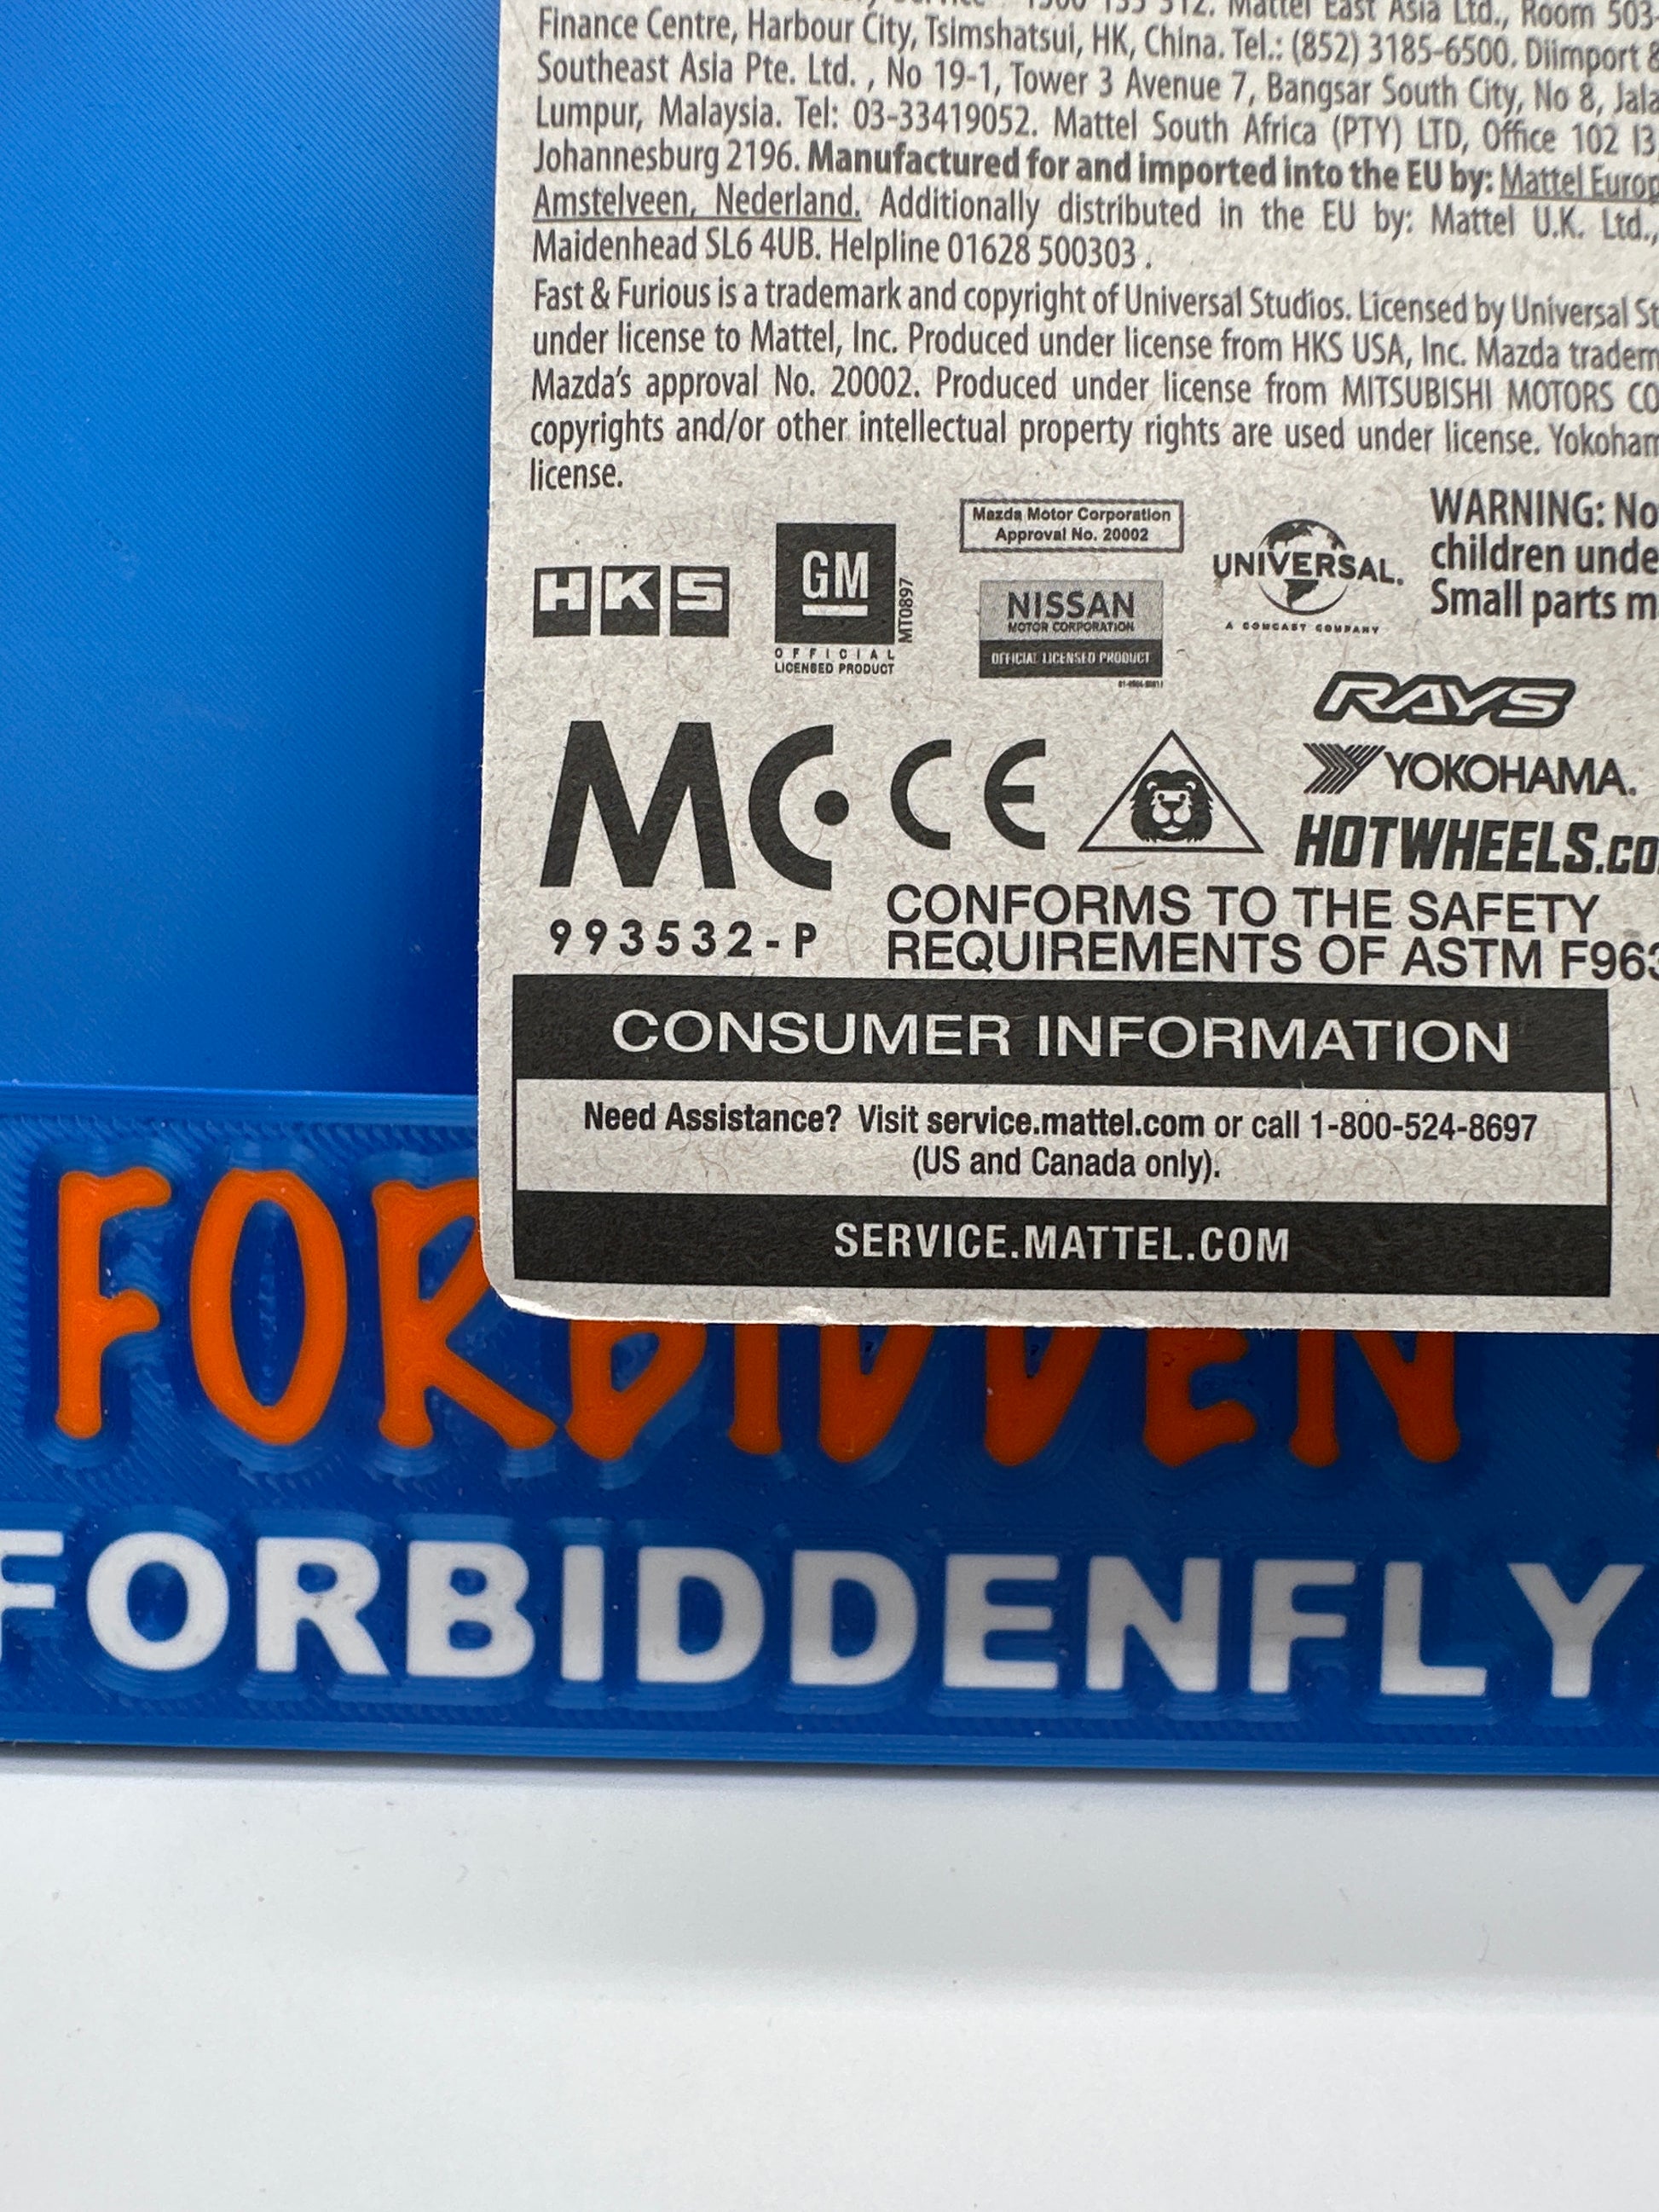 1300 135 312. Mattel East Asia Ltd., Room 503-
Finance Centre, Harbour City, Tsimshatsui, HK, China. Tel.: (852) 3185-6500. Diimport &
Southeast Asia Pte. Ltd. , No 19-1, Tower 3 Avenue 7, Bangsar South City, No 8, Jala
Lumpur, Malaysia. Tel: 03-33419052. Mattel South Africa (PTY) LTD, Office 102 I3,
Johannesburg 2196. Manufactured for and imported into the EU by: Mattel Europ
Amstelveen, Nederland. Additionally distributed in the EU by: Mattel U.K. Ltd.,
Maidenhead SL6 4UB. Helpline 01628 500303 .
Fast & Furious is a trademark and copyright of Universal Studios. Licensed by Universal St
under license to Mattel, Inc. Produced under license from HKS USA, Inc. Mazda tradem
Mazda's approval No. 20002. Produced under license from MITSUBISHI MOTORS CO
copyrights and/or other intellectual property rights are used under license. Yokoham
license.
HKS
GM
MT0897
OFFICIAL
LICENSED PRODUCT
Mazda Motor Corporation
Approval No. 20002
NISSAN
MOTOR CORPORATION
OFFICIAL LICENSED PRODUCT
UNIVERSAL.
A COMCAST COMPANY
WARNING: No
children unde
Small parts m
RAYS
YOKOHAMA.
HOTWHEELS.CO
MC
CE
993532-P
CONFORMS TO THE SAFETY
REQUIREMENTS OF ASTM F963
CONSUMER INFORMATION
Need Assistance? Visit service.mattel.com or call 1-800-524-8697
(US and Canada only).
SERVICE.MATTEL.COM
FORBIDDEN
FORBIDDENFLY